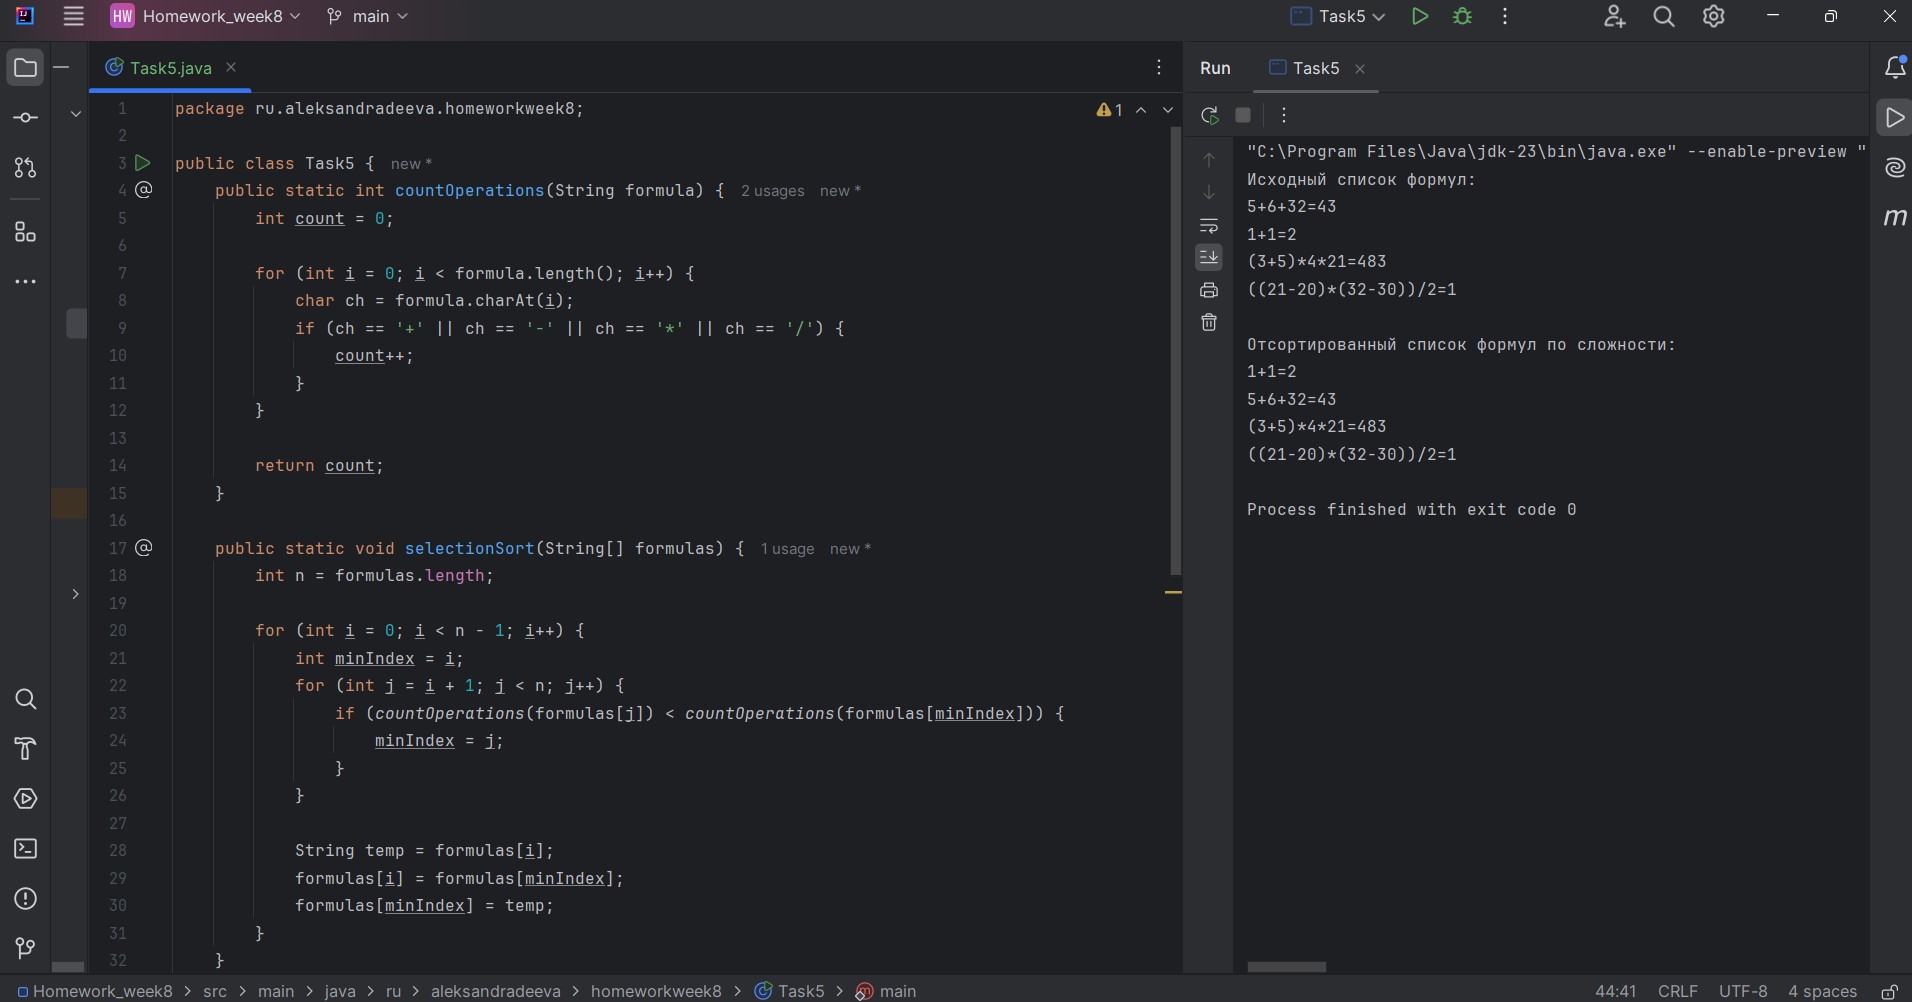 HW Homework_week8 main Task5
Task5.java
1 package ru.aleksandradeeva.homeworkweek8; 1
2
3 public class Task5 { new *
4 public static int countOperations(String formula) { 2 usages new *
5 int count = 0;
6
7 for (int i = 0; i < formula.length(); i++) {
8 char ch = formula.charAt(i);
9 if (ch == '+' || ch == '-' || ch == '*' || ch == '/') {
10 count++;
11 }
12 }
13
14 return count;
15 }
16
17 public static void selectionSort(String[] formulas) { 1 usage new *
18 int n = formulas.length;
19
20 for (int i = 0; i < n - 1; i++) {
21 int minIndex = i;
22 for (int j = i + 1; j < n; j++) {
23 if (countOperations(formulas[j]) < countOperations(formulas[minIndex])) {
24 minIndex = j;
25 }
26 }
27
28 String temp = formulas[i];
29 formulas[i] = formulas[minIndex];
30 formulas[minIndex] = temp;
31 }
32 }
Run Task5
"C:\Program Files\Java\jdk-23\bin\java.exe" --enable-preview "
Исходный список формул:
5+6+32=43
1+1=2
(3+5)*4*21=483
((21-20)*(32-30))/2=1
Отсортированный список формул по сложности:
1+1=2
5+6+32=43
(3+5)*4*21=483
((21-20)*(32-30))/2=1
Process finished with exit code 0
m
Homework_week8 > src > main > java > ru > aleksandradeeva > homeworkweek8 > Task5 > main 44:41 CRLF UTF-8 4 spaces